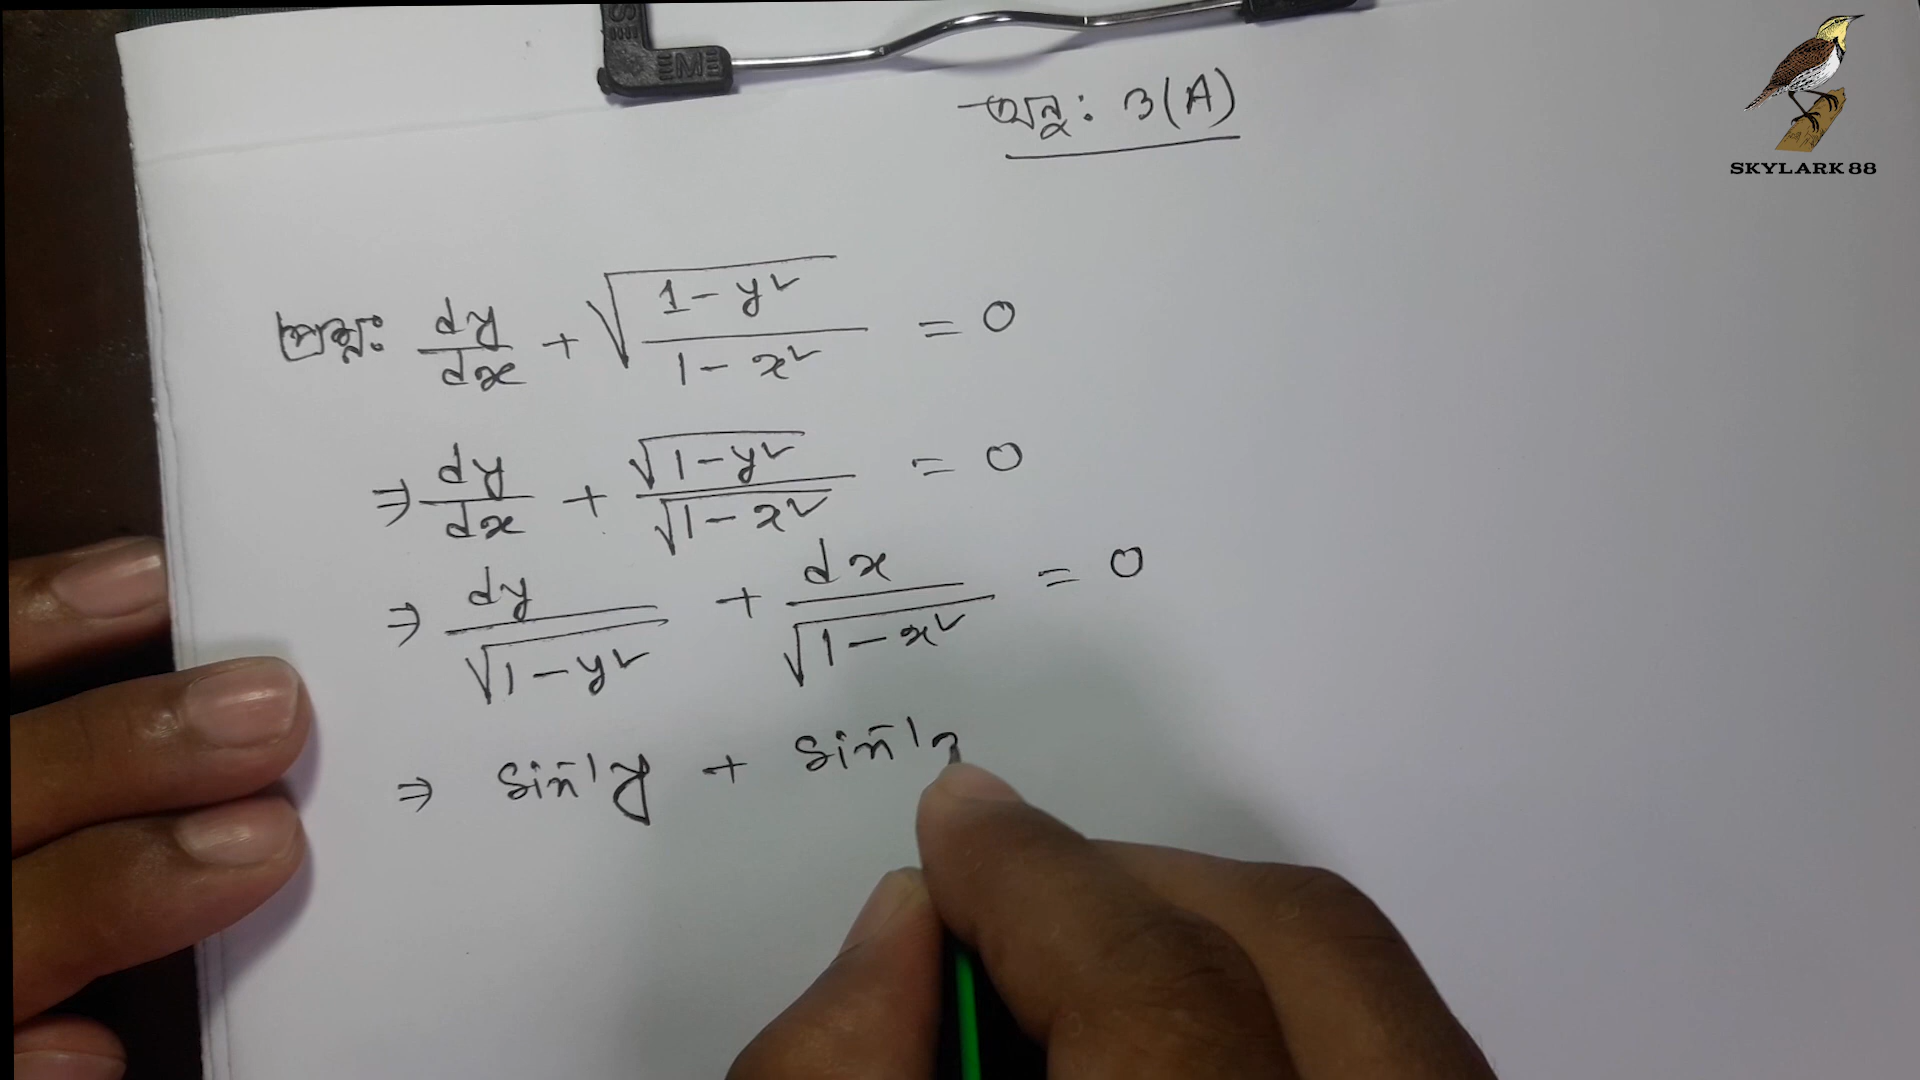 অনু: 3(A)
SKYLARK 88
প্রশ্ন: dy/dx + √((1-y²)/(1-x²)) = 0
⇒ dy/dx + √(1-y²)/√(1-x²) = 0
⇒ dy/√(1-y²) + dx/√(1-x²) = 0
⇒ sin⁻¹y + sin⁻¹